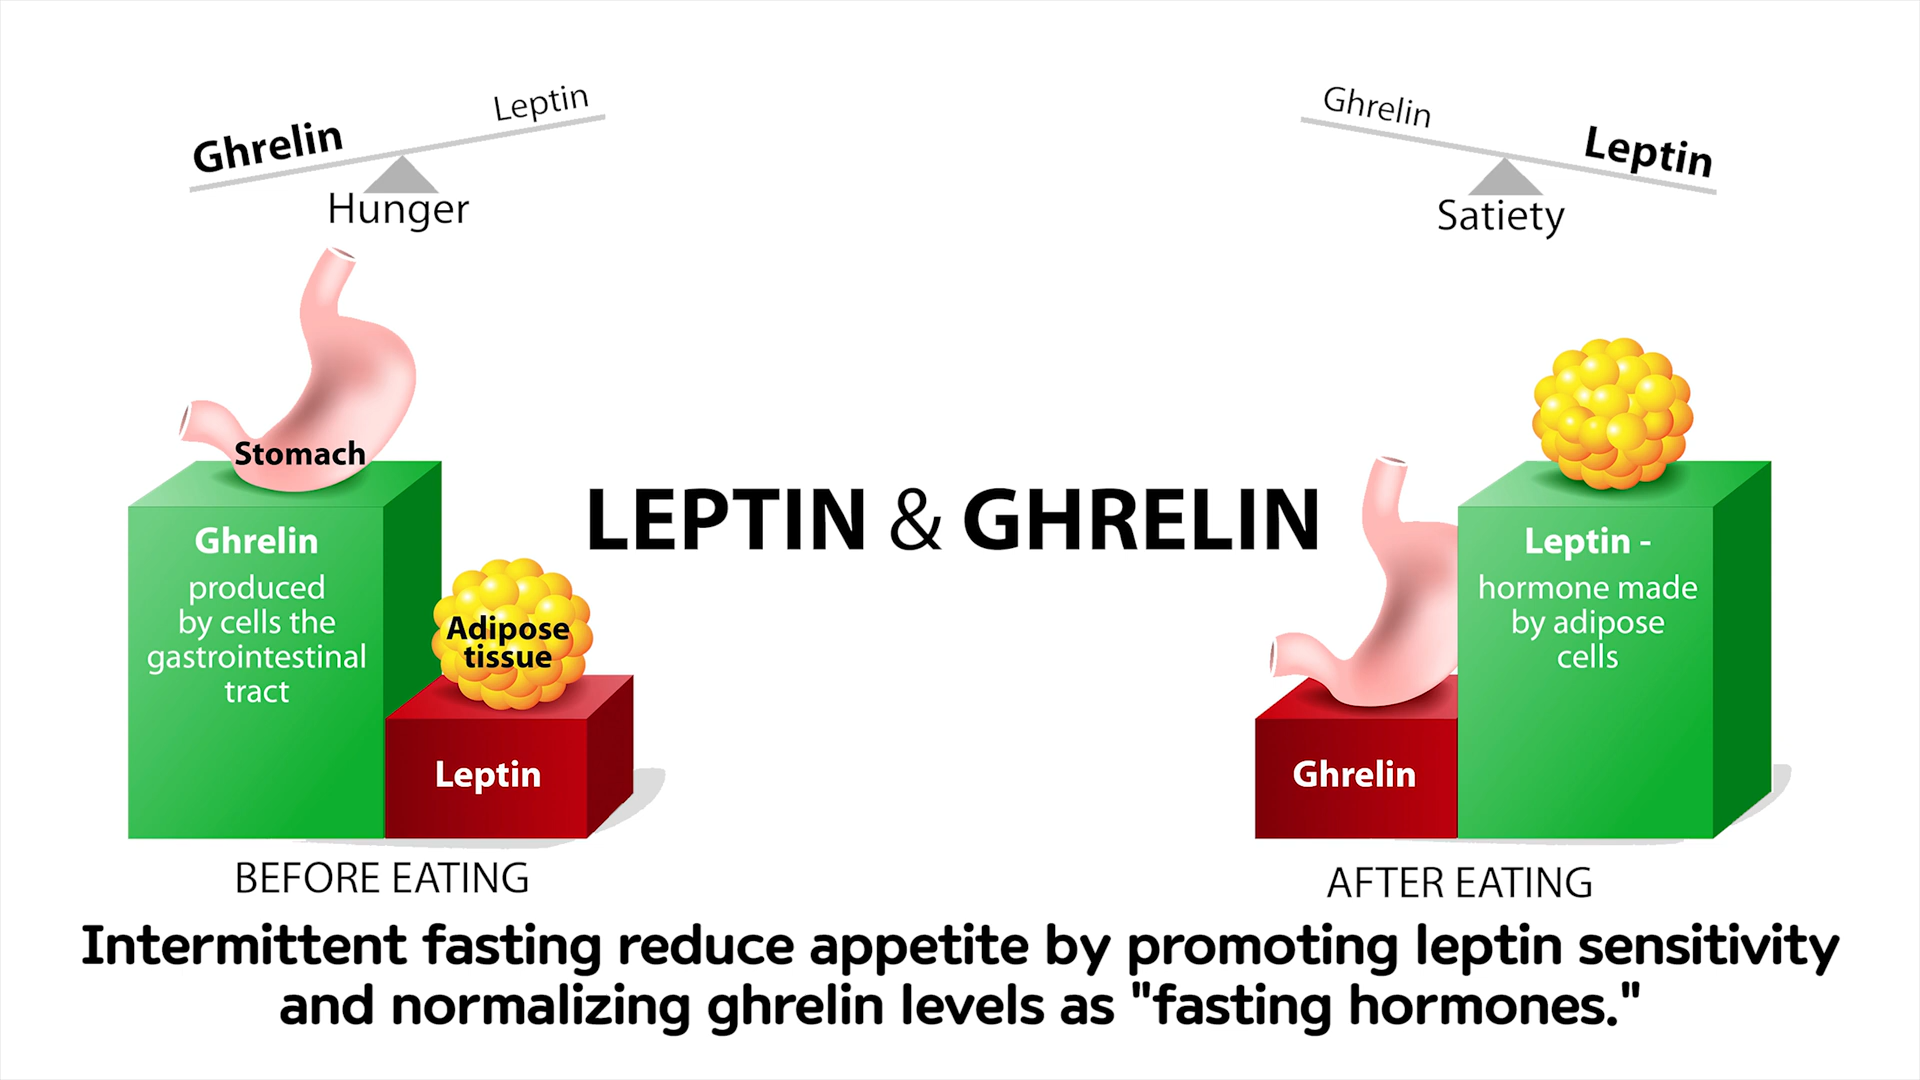 Ghrelin
Leptin
Hunger
Ghrelin
Leptin
Satiety
Stomach
Ghrelin
produced
by cells the
gastrointestinal
tract
Adipose
tissue
Leptin
BEFORE EATING
LEPTIN & GHRELIN
Leptin -
hormone made
by adipose
cells
Ghrelin
AFTER EATING
Intermittent fasting reduce appetite by promoting leptin sensitivity
and normalizing ghrelin levels as "fasting hormones."